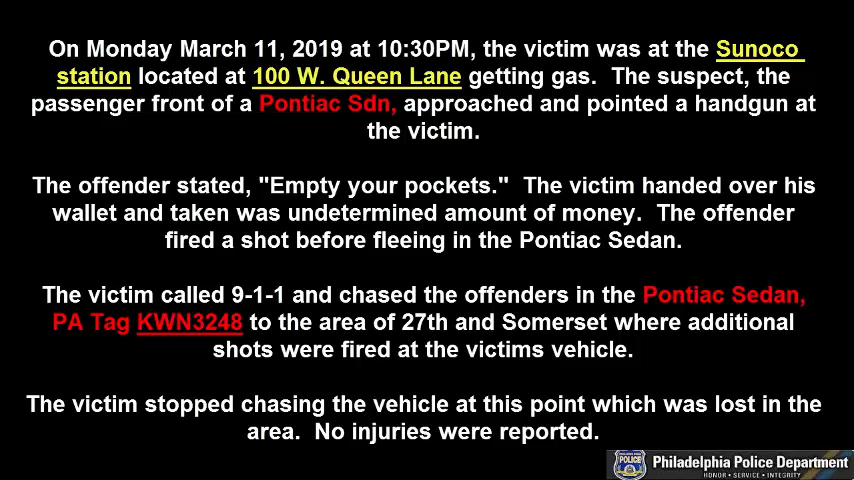 On Monday March 11, 2019 at 10:30PM, the victim was at the Sunoco
station located at 100 W. Queen Lane getting gas. The suspect, the
passenger front of a Pontiac Sdn, approached and pointed a handgun at
the victim.
The offender stated, "Empty your pockets." The victim handed over his
wallet and taken was undetermined amount of money. The offender
fired a shot before fleeing in the Pontiac Sedan.
The victim called 9-1-1 and chased the offenders in the Pontiac Sedan,
PA Tag KWN3248 to the area of 27th and Somerset where additional
shots were fired at the victims vehicle.
The victim stopped chasing the vehicle at this point which was lost in the
area. No injuries were reported.
POLICE
Philadelphia Police Department
HONOR • SERVICE • INTEGRITY